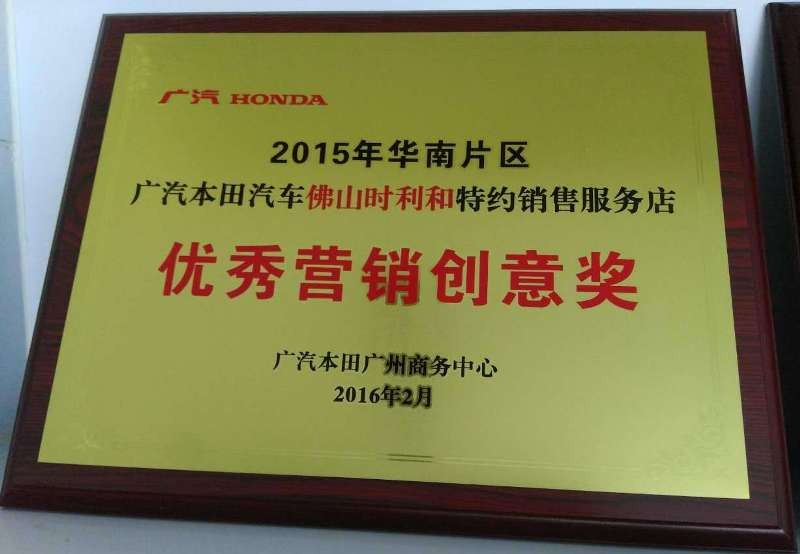 广汽 HONDA
2015年华南片区
广汽本田汽车佛山时利和特约销售服务店
优秀营销创意奖
广汽本田广州商务中心
2016年2月